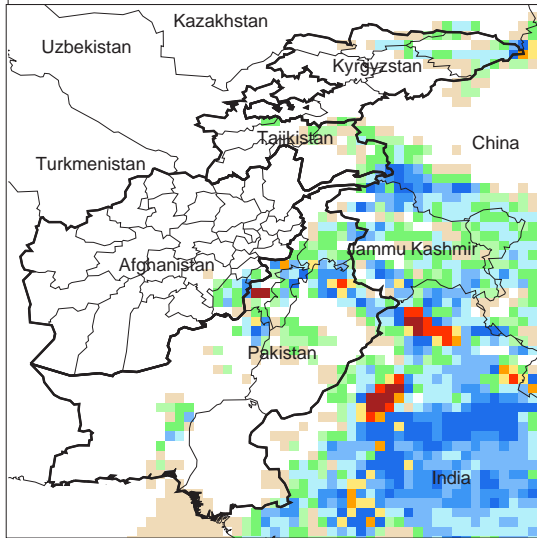 Kazakhstan
Uzbekistan
Kyrgyzstan
Tajikistan
China
Turkmenistan
Jammu Kashmir
Afghanistan
Pakistan
India